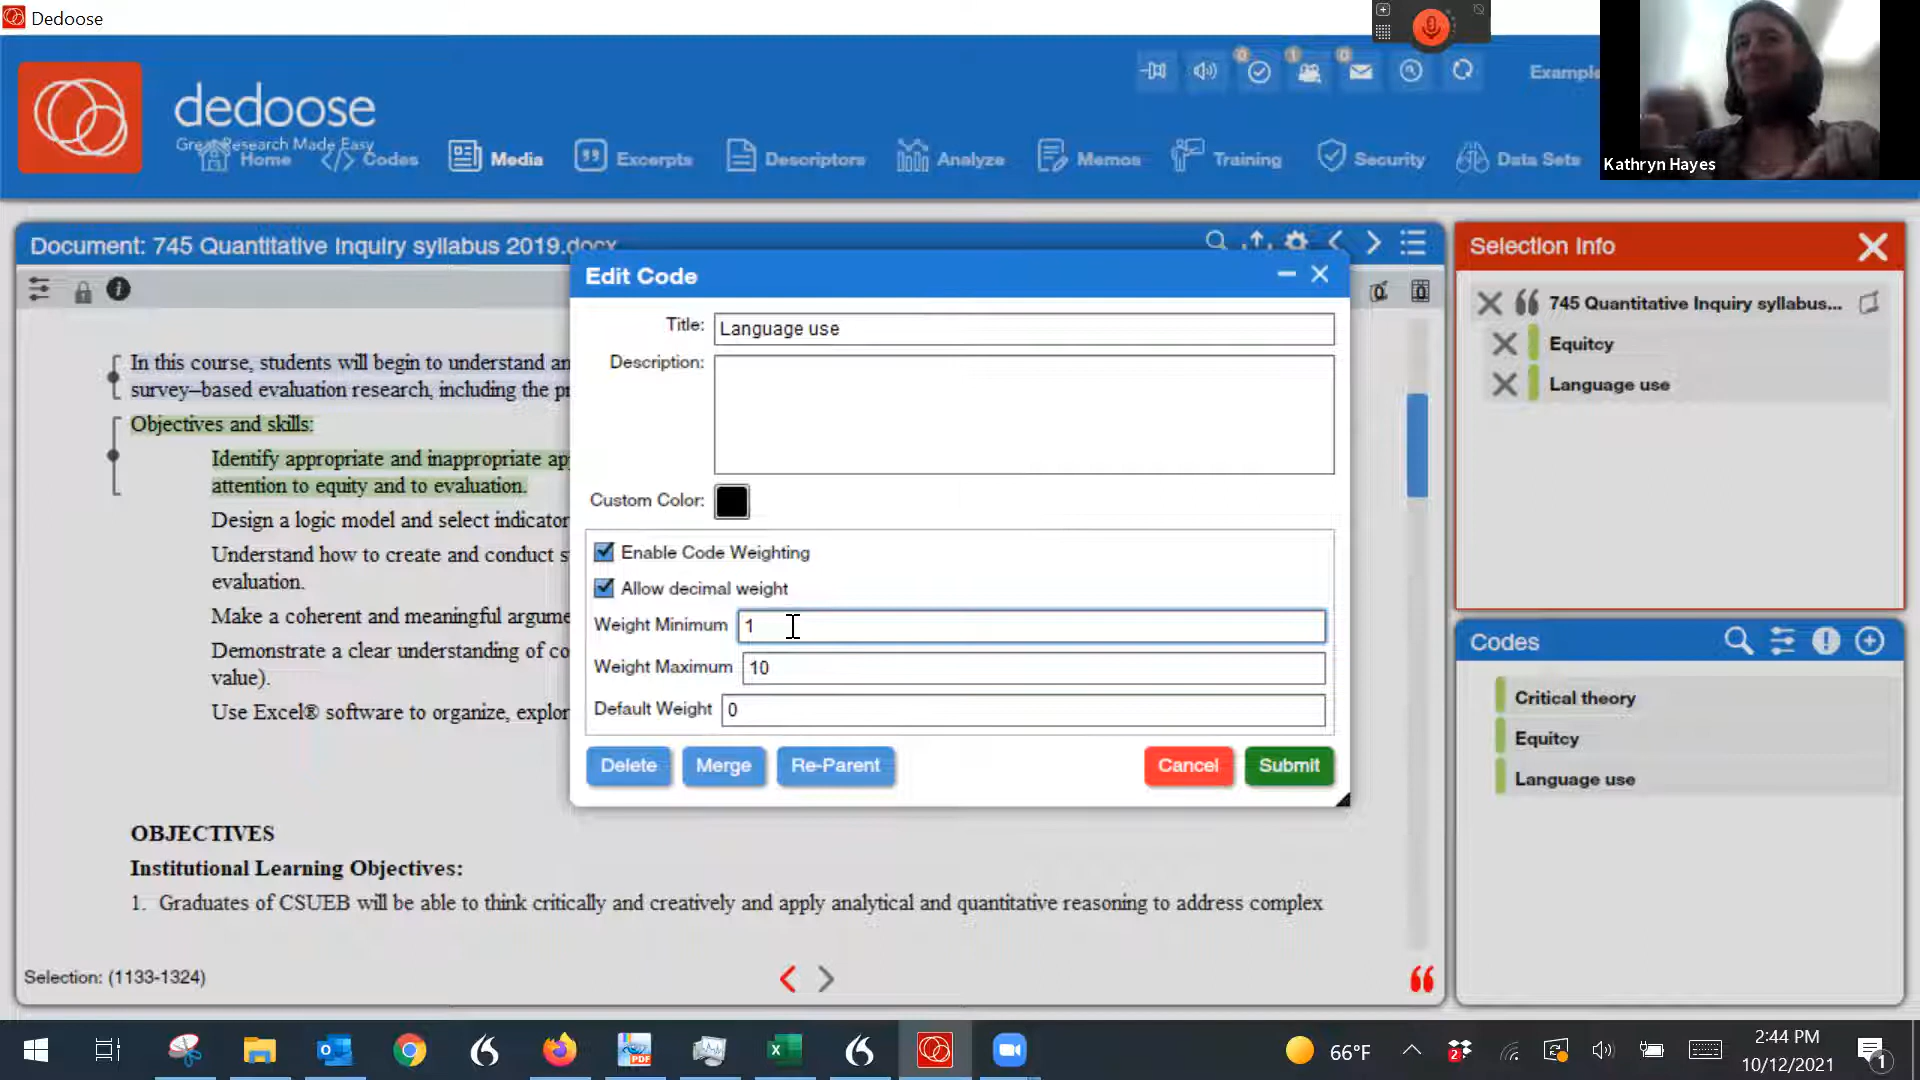 Dedoose
dedoose
Great Research Made Easy
Home
Codes
Media
Excerpts
Descriptors
Analyze
Memos
Training
Security
Data Sets
0
1
0
Example
Kathryn Hayes
Document: 745 Quantitative Inquiry syllabus 2019.docx
In this course, students will begin to understand an
survey–based evaluation research, including the pr
Objectives and skills:
Identify appropriate and inappropriate ap
attention to equity and to evaluation.
Design a logic model and select indicator
Understand how to create and conduct s
evaluation.
Make a coherent and meaningful argume
Demonstrate a clear understanding of co
value).
Use Excel® software to organize, explor
OBJECTIVES
Institutional Learning Objectives:
1. Graduates of CSUEB will be able to think critically and creatively and apply analytical and quantitative reasoning to address complex
Selection: (1133-1324)
Edit Code
Title: Language use
Description:
Custom Color:
Enable Code Weighting
Allow decimal weight
Weight Minimum 1
Weight Maximum 10
Default Weight 0
Delete
Merge
Re-Parent
Cancel
Submit
Selection Info
745 Quantitative Inquiry syllabus...
Equitcy
Language use
Codes
Critical theory
Equitcy
Language use
66°F
2:44 PM
10/12/2021
1